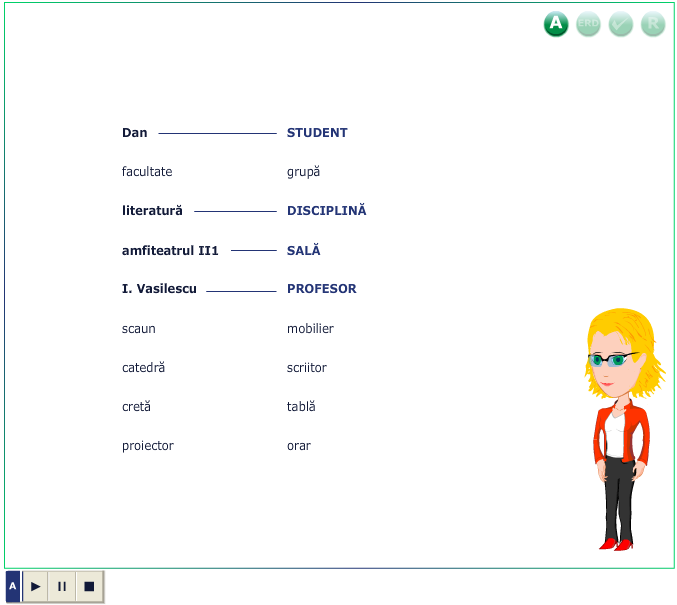 A ERD R
Dan STUDENT
facultate grupă
literatură DISCIPLINĂ
amfiteatrul II1 SALĂ
I. Vasilescu PROFESOR
scaun mobilier
catedră scriitor
cretă tablă
proiector orar
A